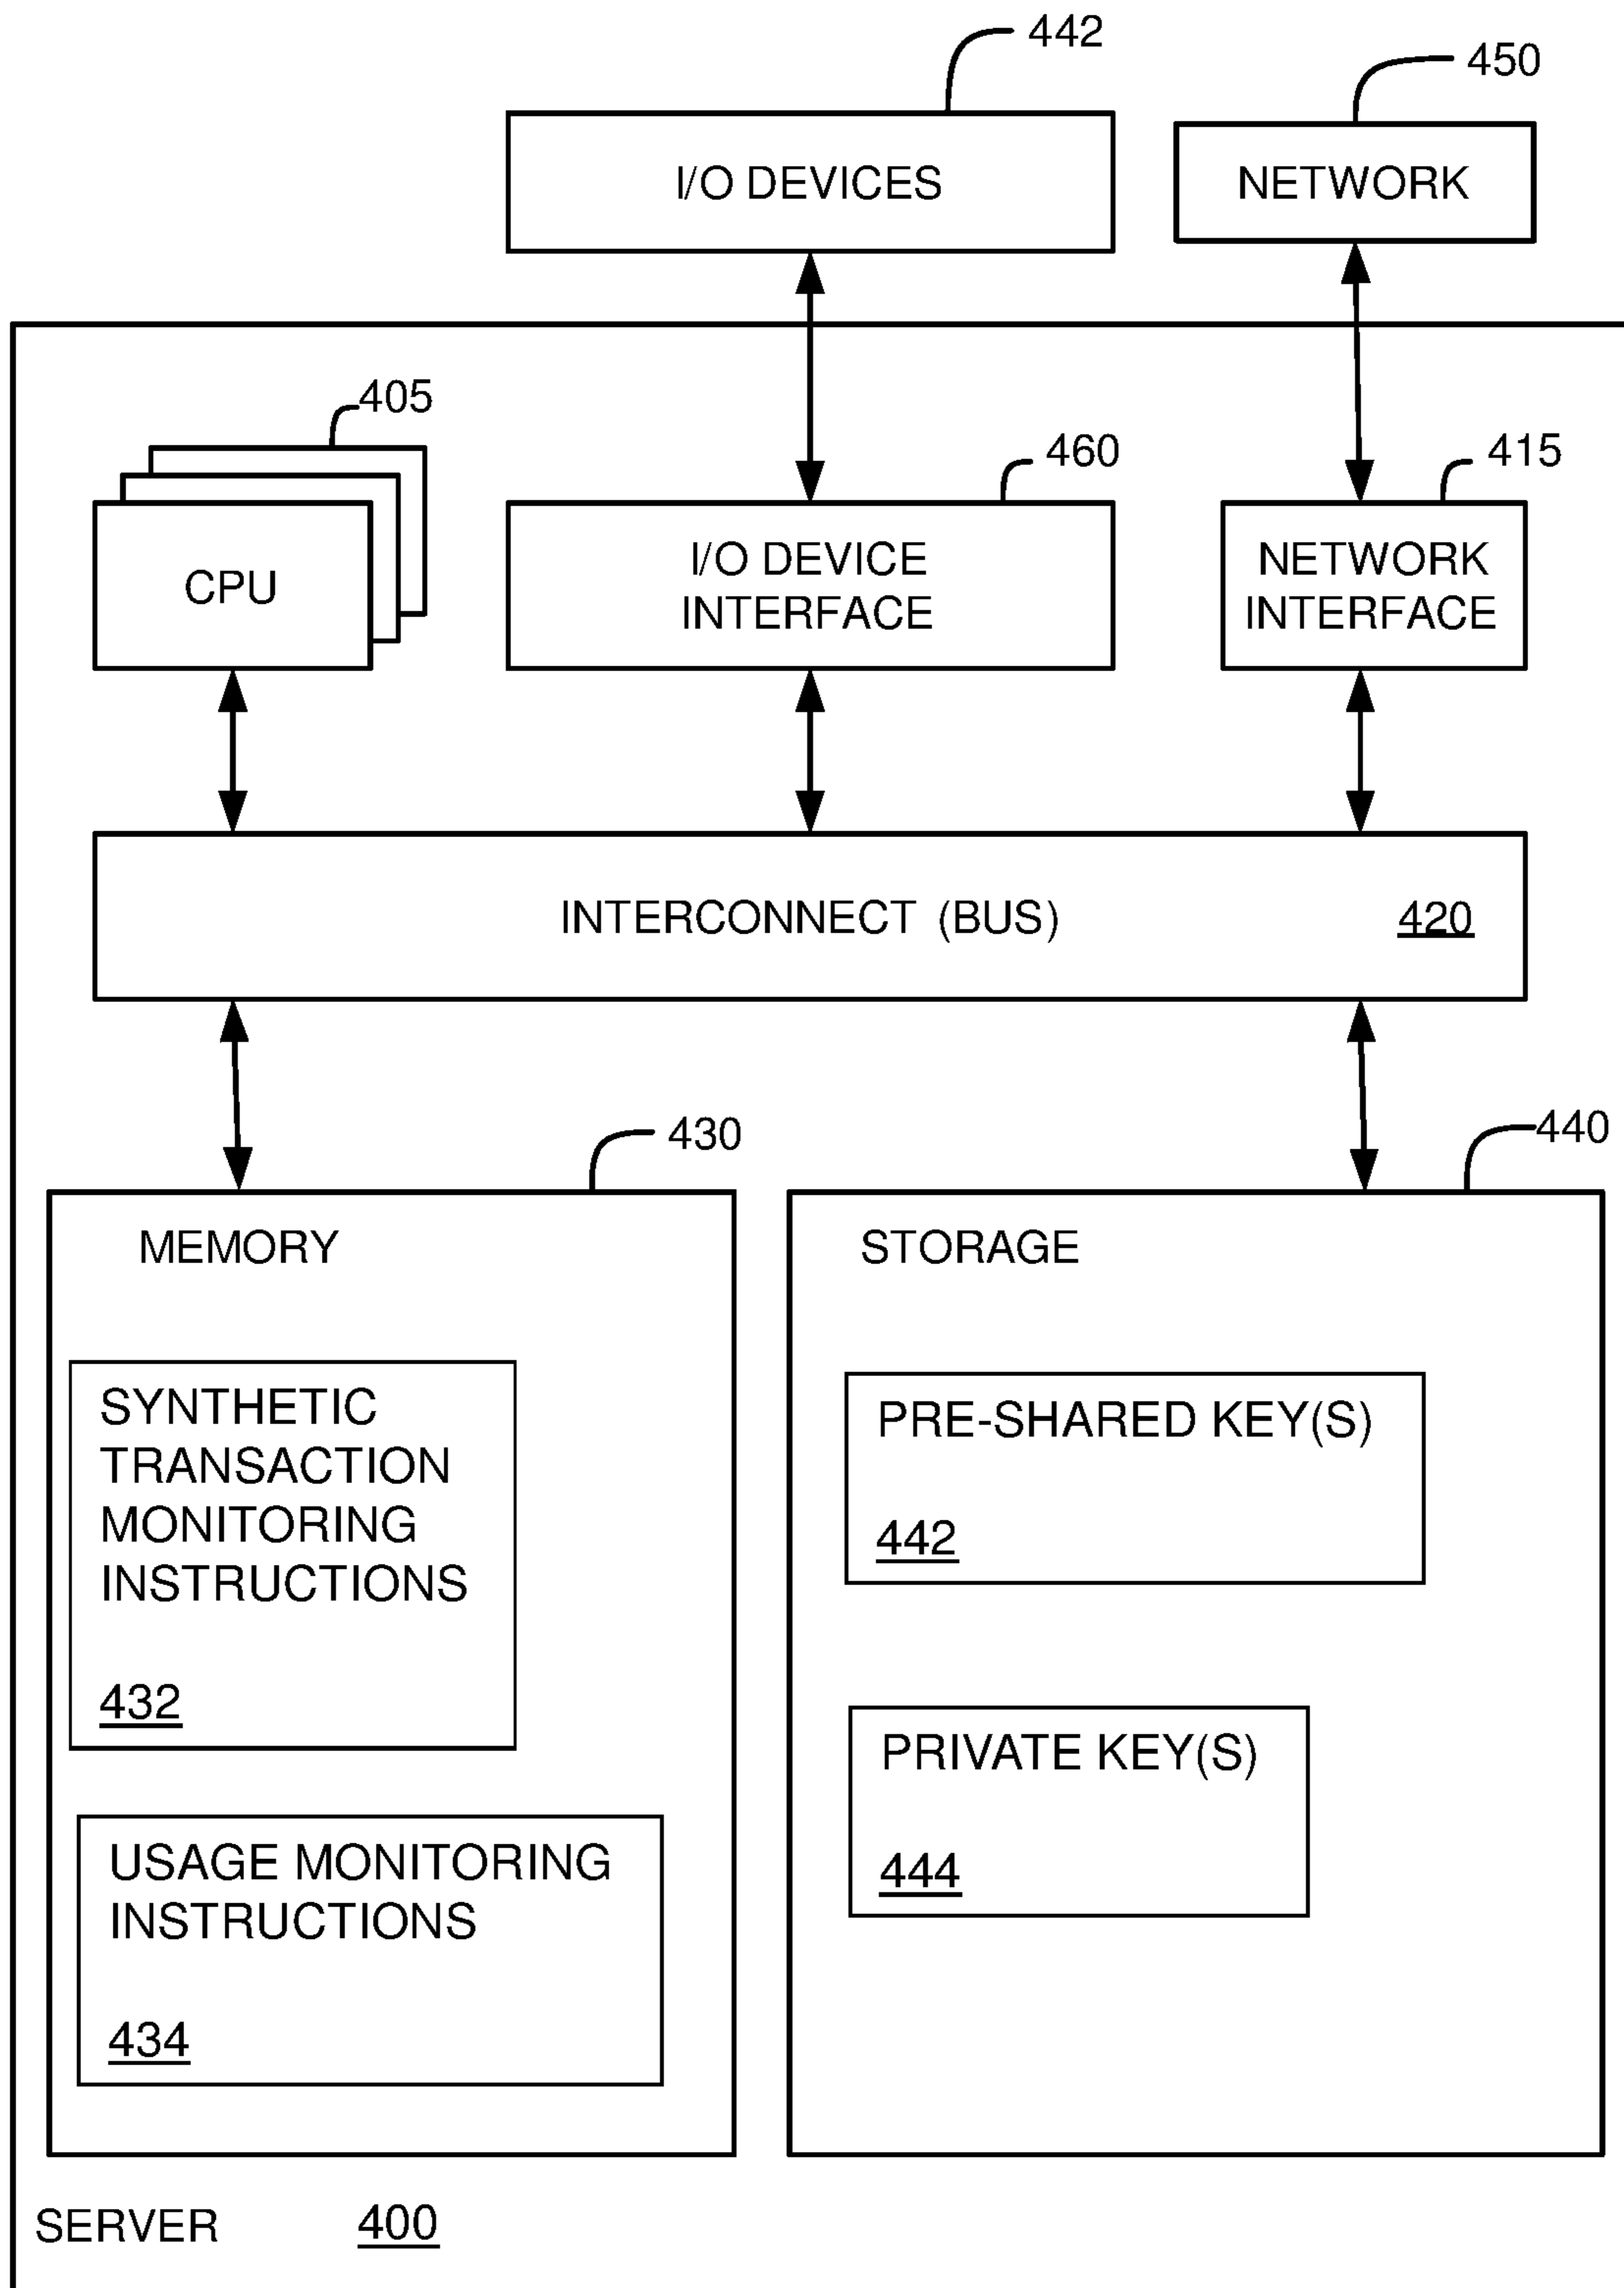 442
450
I/O DEVICES
NETWORK
405
460
415
CPU
I/O DEVICE
INTERFACE
NETWORK
INTERFACE
INTERCONNECT (BUS)
420
430
440
MEMORY
SYNTHETIC
TRANSACTION
MONITORING
INSTRUCTIONS
432
USAGE MONITORING
INSTRUCTIONS
434
STORAGE
PRE-SHARED KEY(S)
442
PRIVATE KEY(S)
444
SERVER
400